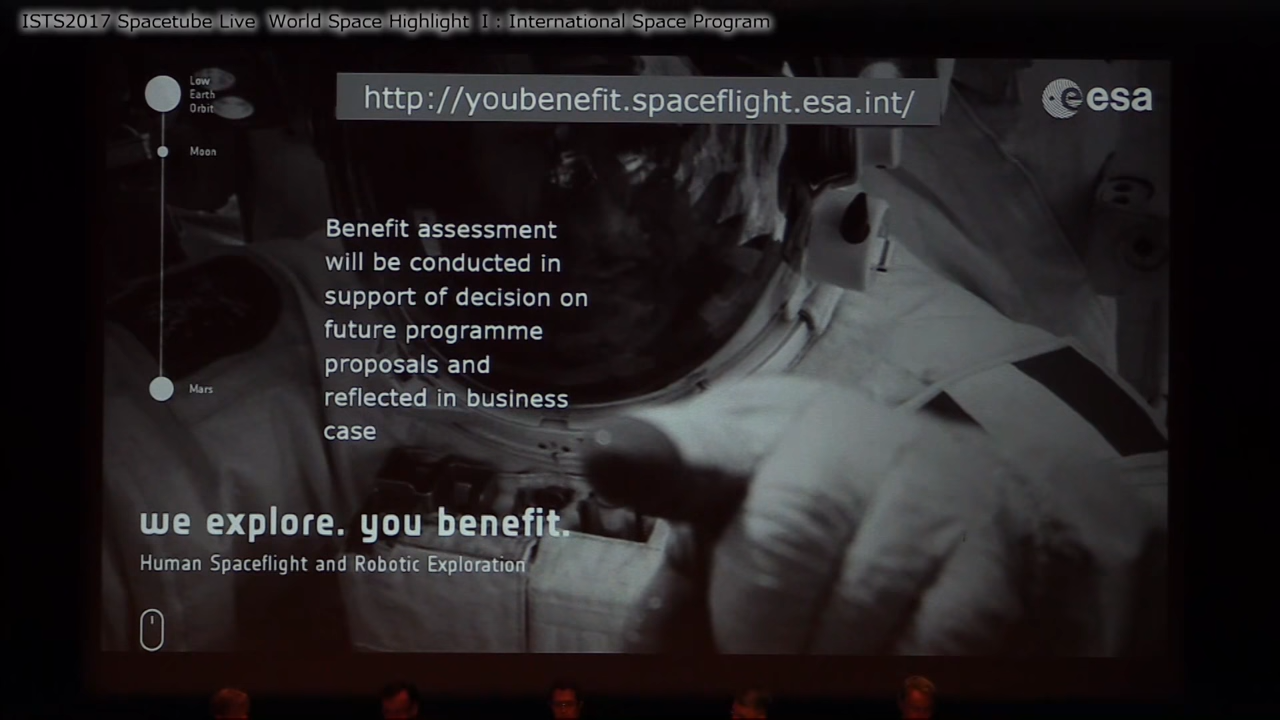 ISTS2017 Spacetube Live World Space Highlight I : International Space Program
Low
Earth
Orbit
http://youbenefit.spaceflight.esa.int/
esa
Moon
Benefit assessment
will be conducted in
support of decision on
future programme
proposals and
reflected in business
case
Mars
we explore. you benefit.
Human Spaceflight and Robotic Exploration